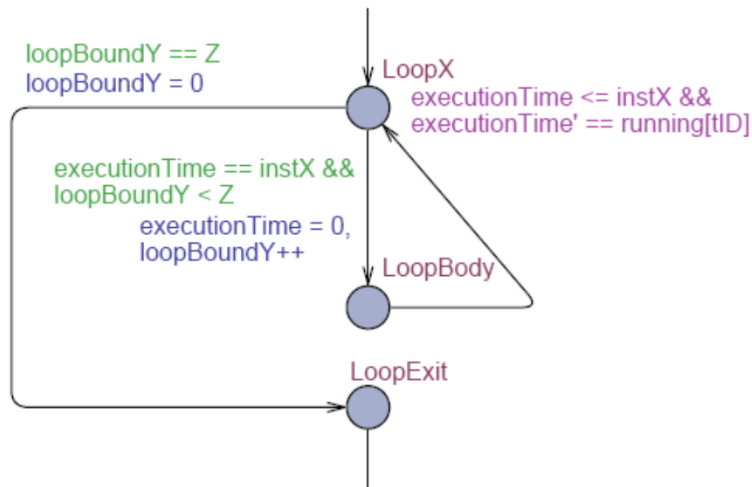 loopBoundY == Z
loopBoundY = 0
LoopX
executionTime <= instX &&
executionTime' == running[tID]
executionTime == instX &&
loopBoundY < Z
executionTime = 0,
loopBoundY++
LoopBody
LoopExit